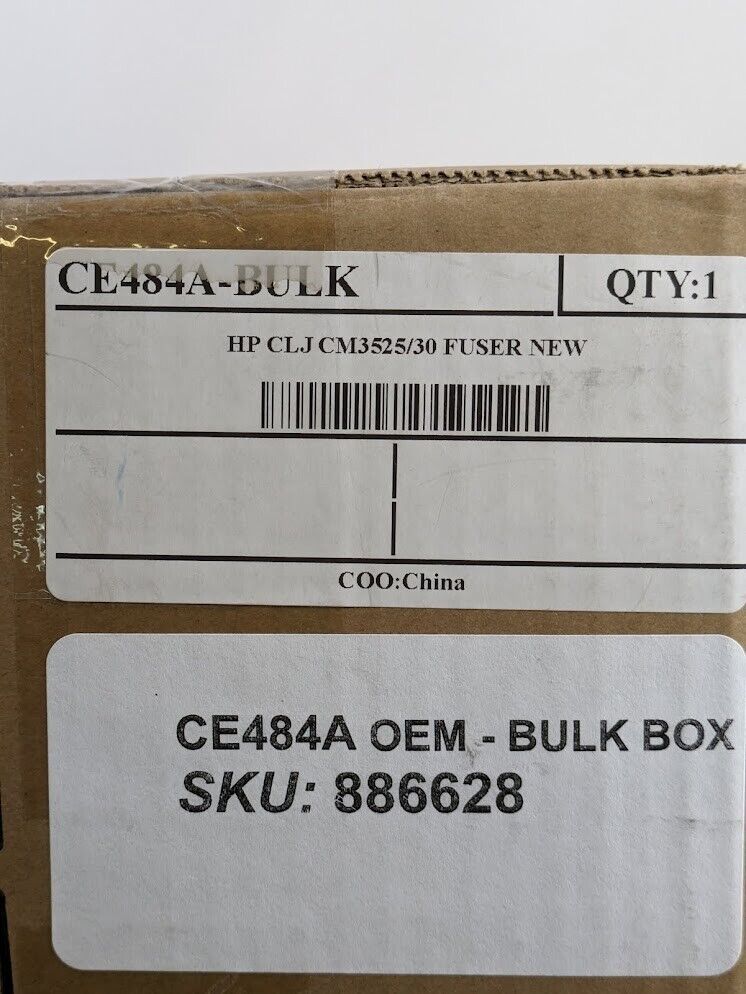 CE484A-BULK
QTY:1
HP CLJ CM3525/30 FUSER NEW
COO:China
CE484A OEM - BULK BOX
SKU: 886628